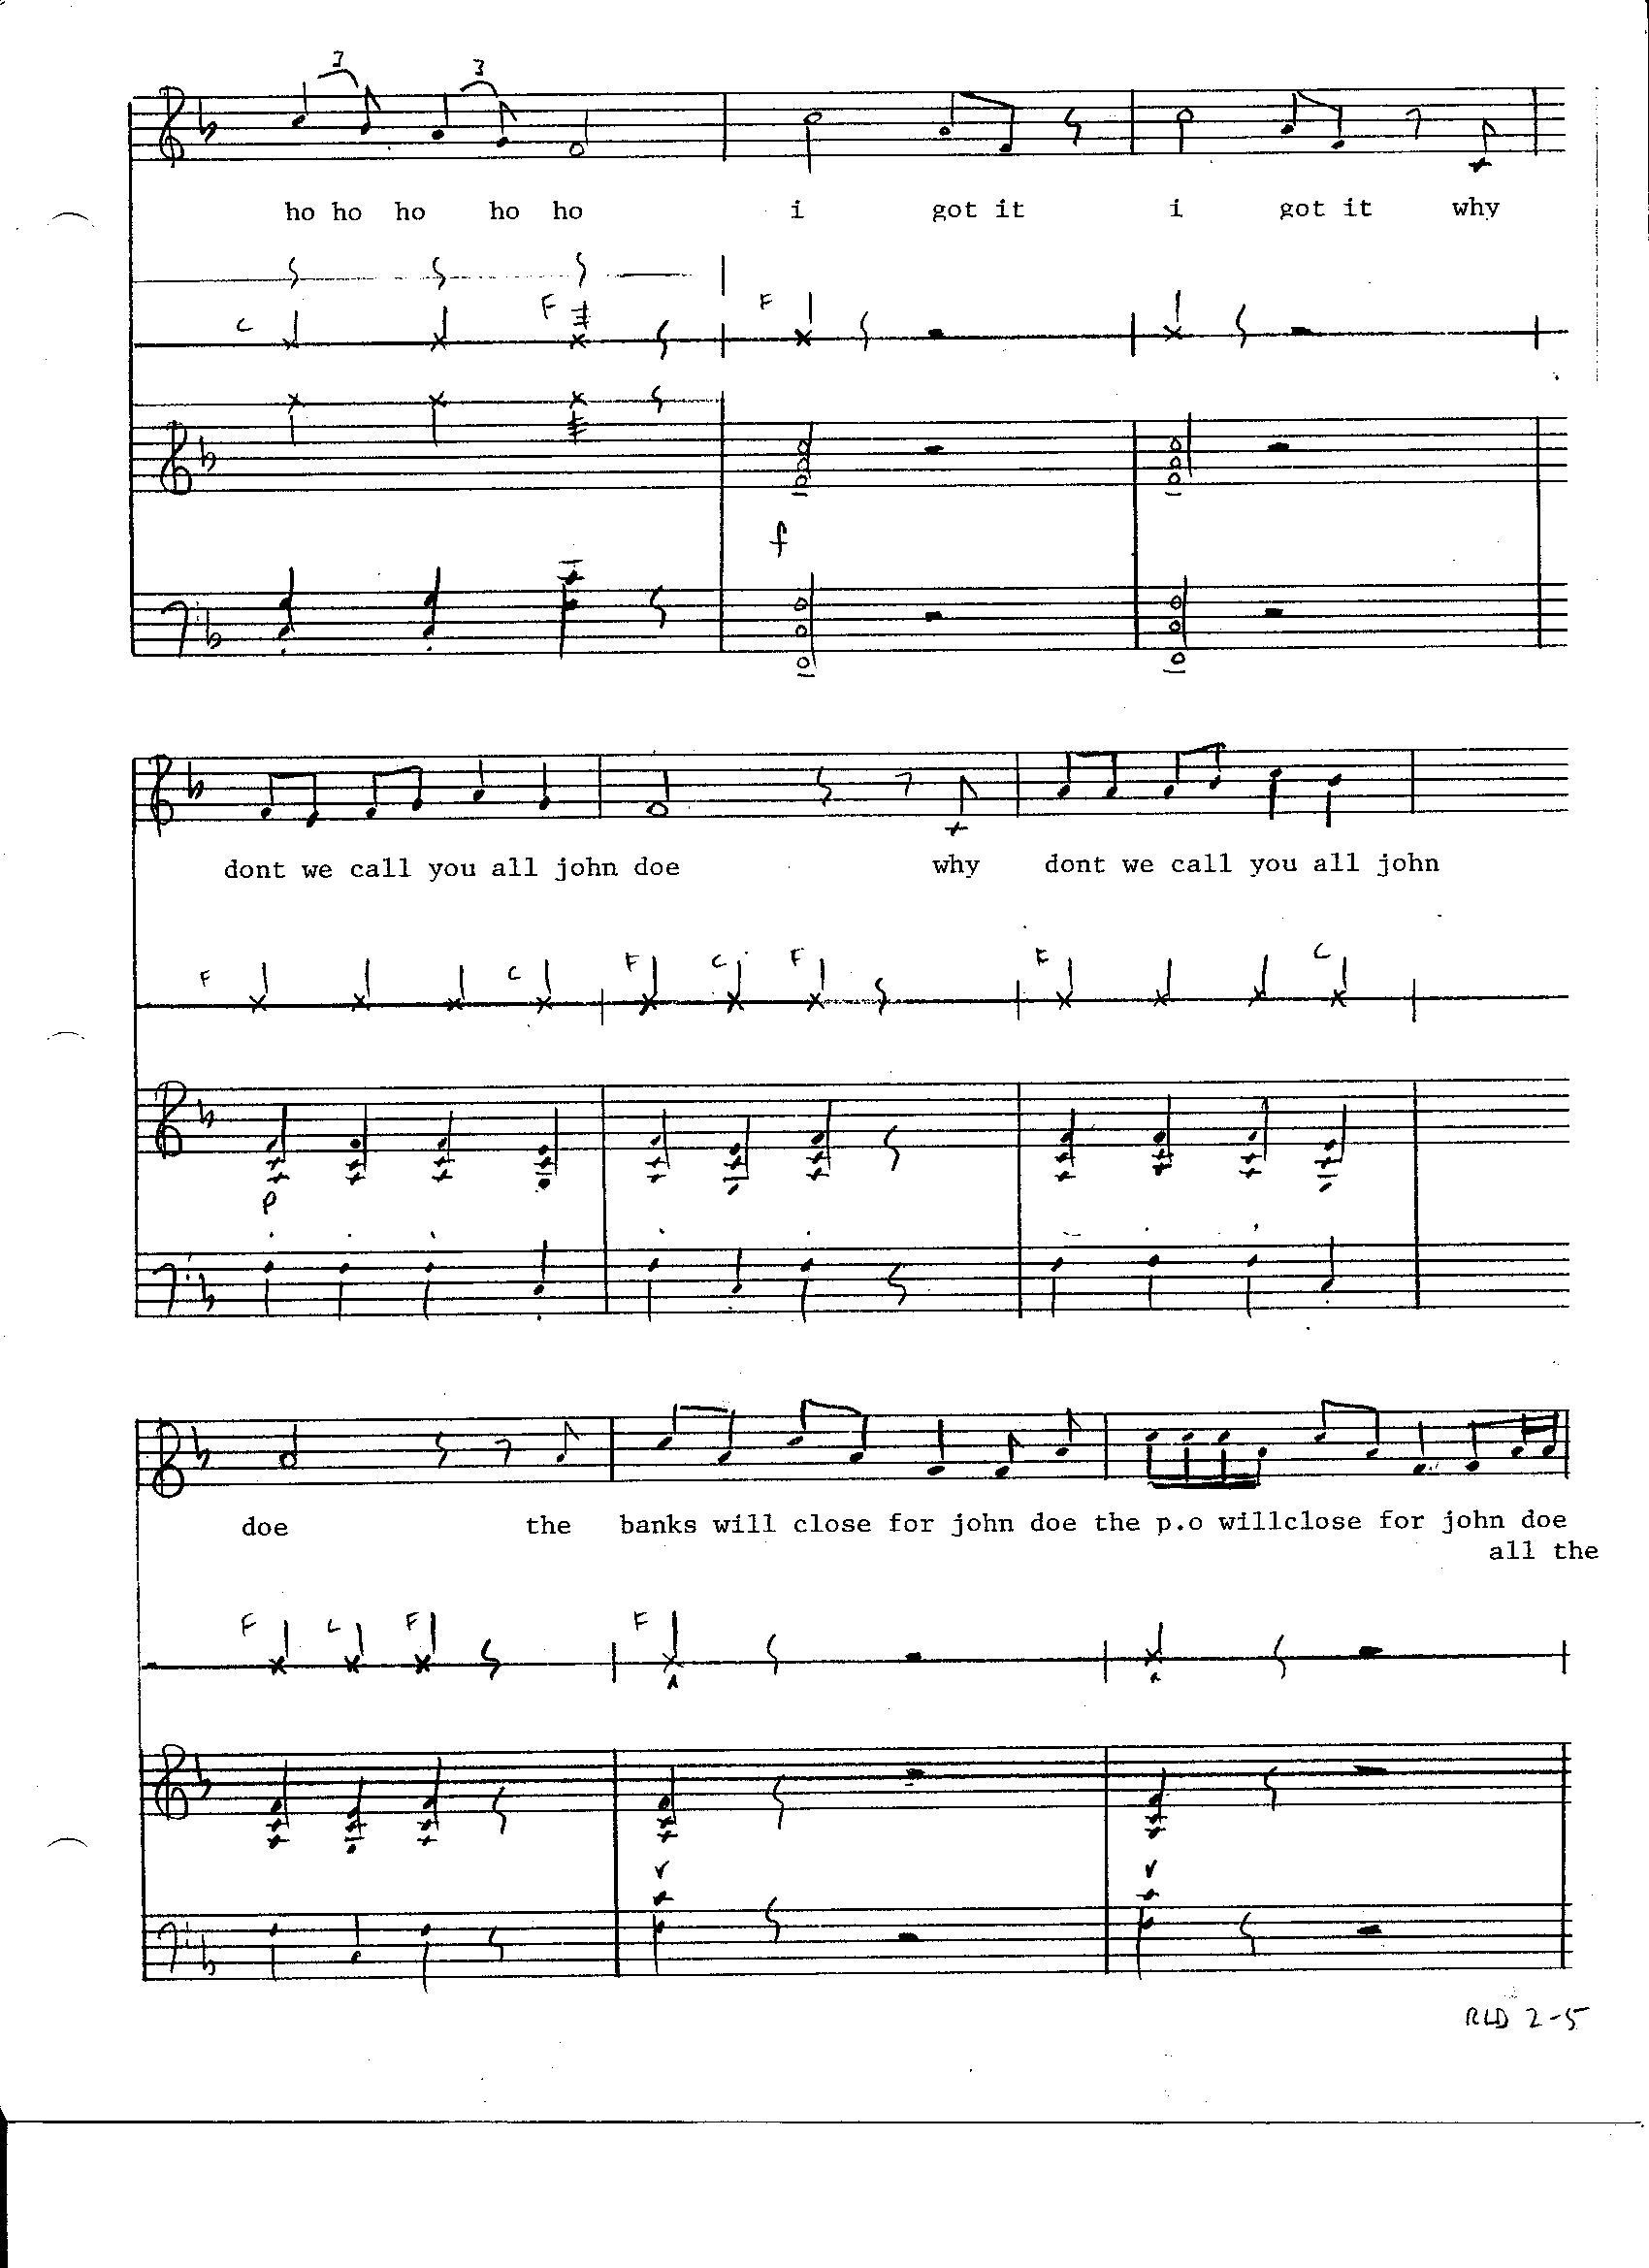 3 3
ho ho ho ho ho i got it i got it why
C F F
f
dont we call you all john doe why dont we call you all john
F C F C F F C
p
doe the banks will close for john doe the p.o willclose for john doe
all the
F C F F
RLD 2-5